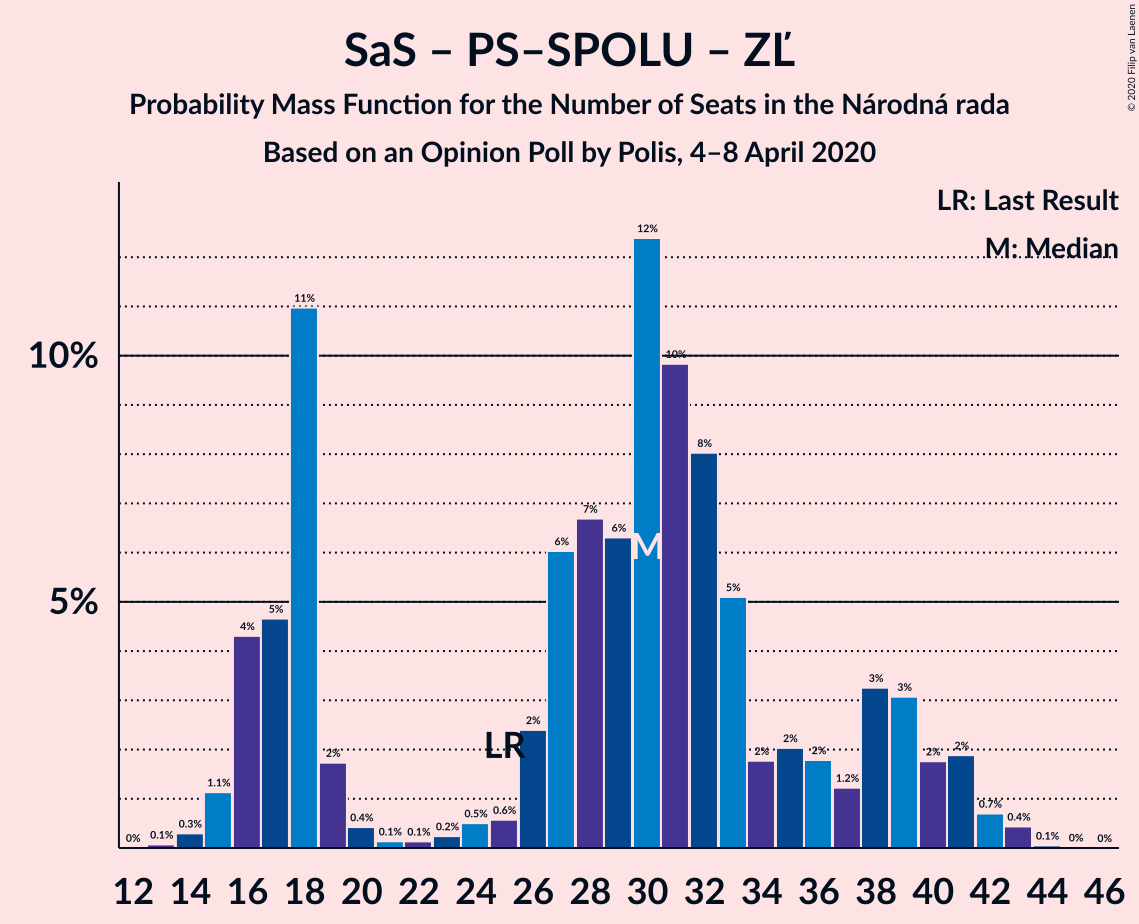 SaS – PS–SPOLU – ZĽ
Probability Mass Function for the Number of Seats in the Národná rada
Based on an Opinion Poll by Polis, 4–8 April 2020
© 2020 Filip van Laenen
LR: Last Result
M: Median
10%
5%
0% 0.1% 0.3% 1.1% 4% 5% 11% 2% 0.4% 0.1% 0.1% 0.2% 0.5% 0.6% 2% 6% 7% 6% 12% 10% 8% 5% 2% 2% 2% 1.2% 3% 3% 2% 2% 0.7% 0.4% 0.1% 0% 0%
LR
M
12 14 16 18 20 22 24 26 28 30 32 34 36 38 40 42 44 46